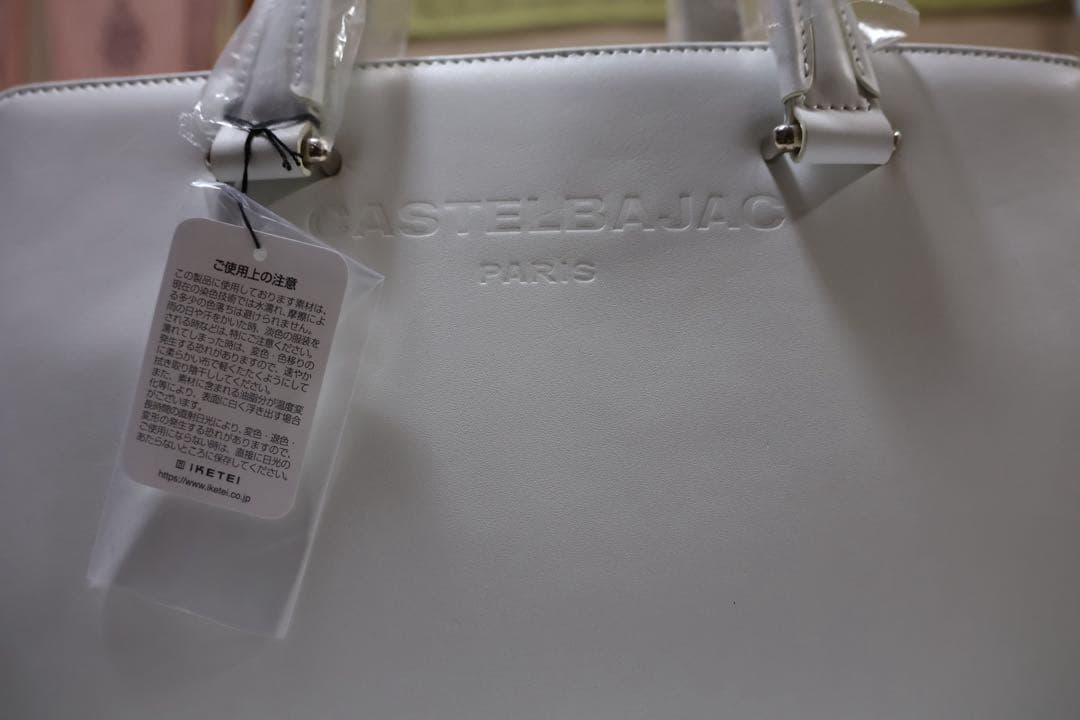 CASTELBAJAC
PARIS
ご使用上の注意
この製品に使用しております素材は、
現在の染色技術では水濡れ、摩擦によ
る多少の色落ちは避けられません。
雨の日や汗をかいた時、淡色の服装を
される時などは、特にご注意ください。
濡れてしまった時は、変色・色移りの
発生する恐れがありますので、速やか
に柔らかい布で軽くたたくようにして
拭き取り陰干ししてください。
また、素材に含まれる油脂分が温度変
化等により、表面に白く浮き出す場合
がございます。
長時間の直射日光により、変色・退色・
変形の発生する恐れがありますので、
ご使用にならない時は、直接に日光の
あたらないところに保存してください。
IKETEI
https://www.iketei.co.jp